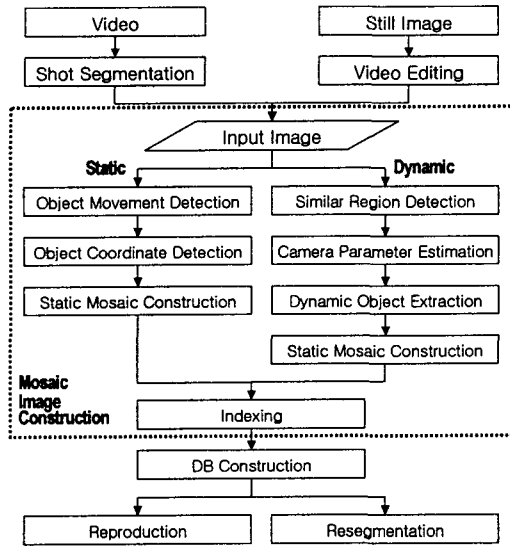 Video
Still Image
Shot Segmentation
Video Editing
Input Image
Static
Dynamic
Object Movement Detection
Similar Region Detection
Object Coordinate Detection
Camera Parameter Estimation
Static Mosaic Construction
Dynamic Object Extraction
Static Mosaic Construction
Mosaic
Image
Construction
Indexing
DB Construction
Reproduction
Resegmentation